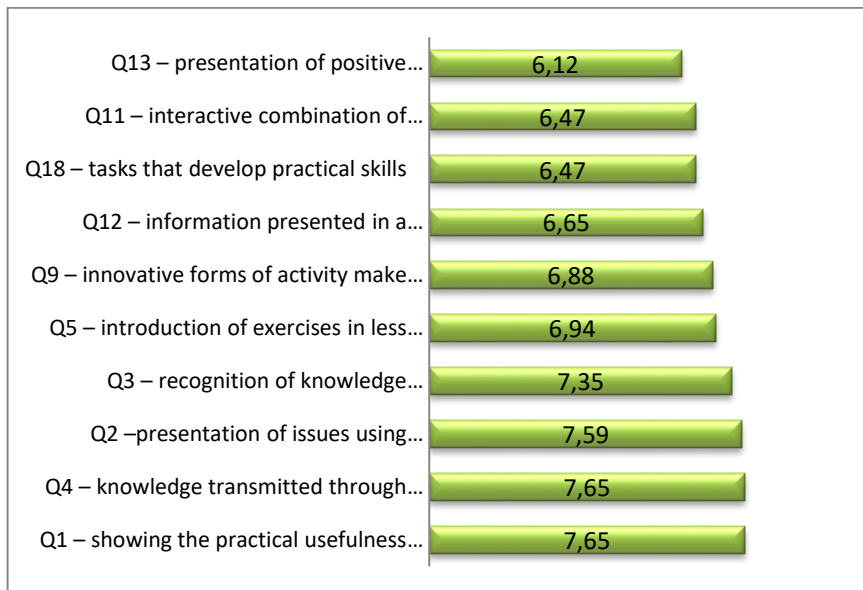 Q13 – presentation of positive... 6,12
Q11 – interactive combination of... 6,47
Q18 – tasks that develop practical skills 6,47
Q12 – information presented in a... 6,65
Q9 – innovative forms of activity make... 6,88
Q5 – introduction of exercises in less... 6,94
Q3 – recognition of knowledge... 7,35
Q2 –presentation of issues using... 7,59
Q4 – knowledge transmitted through... 7,65
Q1 – showing the practical usefulness... 7,65